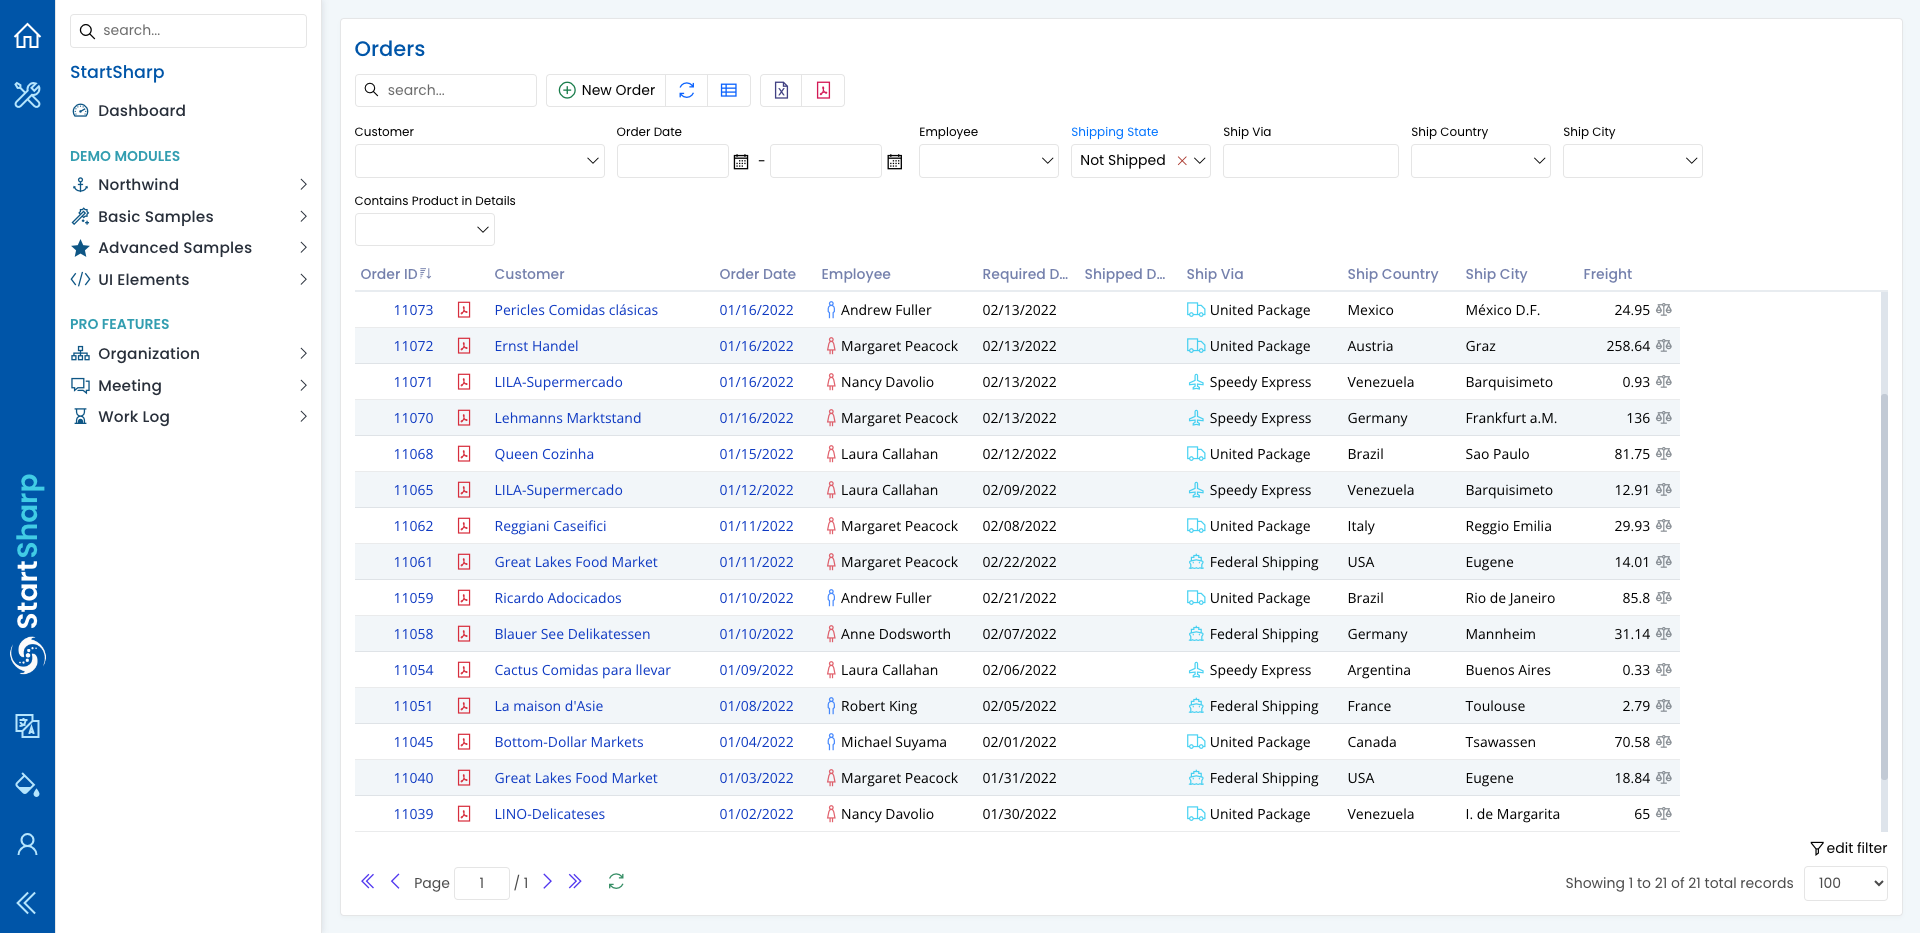 search...
StartSharp
Dashboard
DEMO MODULES
Northwind
Basic Samples
Advanced Samples
UI Elements
PRO FEATURES
Organization
Meeting
Work Log
StartSharp
Orders
search...
New Order
Customer
Order Date
Employee
Shipping State
Ship Via
Ship Country
Ship City
-
Not Shipped
Contains Product in Details
Order ID Customer Order Date Employee Required D... Shipped D... Ship Via Ship Country Ship City Freight
11073 Pericles Comidas clásicas 01/16/2022 Andrew Fuller 02/13/2022 United Package Mexico México D.F. 24.95
11072 Ernst Handel 01/16/2022 Margaret Peacock 02/13/2022 United Package Austria Graz 258.64
11071 LILA-Supermercado 01/16/2022 Nancy Davolio 02/13/2022 Speedy Express Venezuela Barquisimeto 0.93
11070 Lehmanns Marktstand 01/16/2022 Margaret Peacock 02/13/2022 Speedy Express Germany Frankfurt a.M. 136
11068 Queen Cozinha 01/15/2022 Laura Callahan 02/12/2022 United Package Brazil Sao Paulo 81.75
11065 LILA-Supermercado 01/12/2022 Laura Callahan 02/09/2022 Speedy Express Venezuela Barquisimeto 12.91
11062 Reggiani Caseifici 01/11/2022 Margaret Peacock 02/08/2022 United Package Italy Reggio Emilia 29.93
11061 Great Lakes Food Market 01/11/2022 Margaret Peacock 02/22/2022 Federal Shipping USA Eugene 14.01
11059 Ricardo Adocicados 01/10/2022 Andrew Fuller 02/21/2022 United Package Brazil Rio de Janeiro 85.8
11058 Blauer See Delikatessen 01/10/2022 Anne Dodsworth 02/07/2022 Federal Shipping Germany Mannheim 31.14
11054 Cactus Comidas para llevar 01/09/2022 Laura Callahan 02/06/2022 Speedy Express Argentina Buenos Aires 0.33
11051 La maison d'Asie 01/08/2022 Robert King 02/05/2022 Federal Shipping France Toulouse 2.79
11045 Bottom-Dollar Markets 01/04/2022 Michael Suyama 02/01/2022 United Package Canada Tsawassen 70.58
11040 Great Lakes Food Market 01/03/2022 Margaret Peacock 01/31/2022 Federal Shipping USA Eugene 18.84
11039 LINO-Delicateses 01/02/2022 Nancy Davolio 01/30/2022 United Package Venezuela I. de Margarita 65
edit filter
Page 1 / 1
Showing 1 to 21 of 21 total records 100